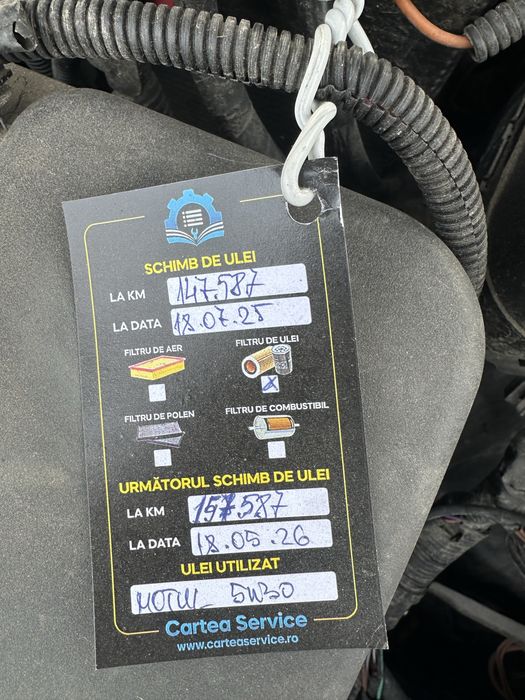 SCHIMB DE ULEI
LA KM 147.587
LA DATA 18.07.25
FILTRU DE AER FILTRU DE ULEI
X
FILTRU DE POLEN FILTRU DE COMBUSTIBIL
URMĂTORUL SCHIMB DE ULEI
LA KM 157.587
LA DATA 18.05.26
ULEI UTILIZAT
MOTUL 5W30
Cartea Service
www.carteaservice.ro